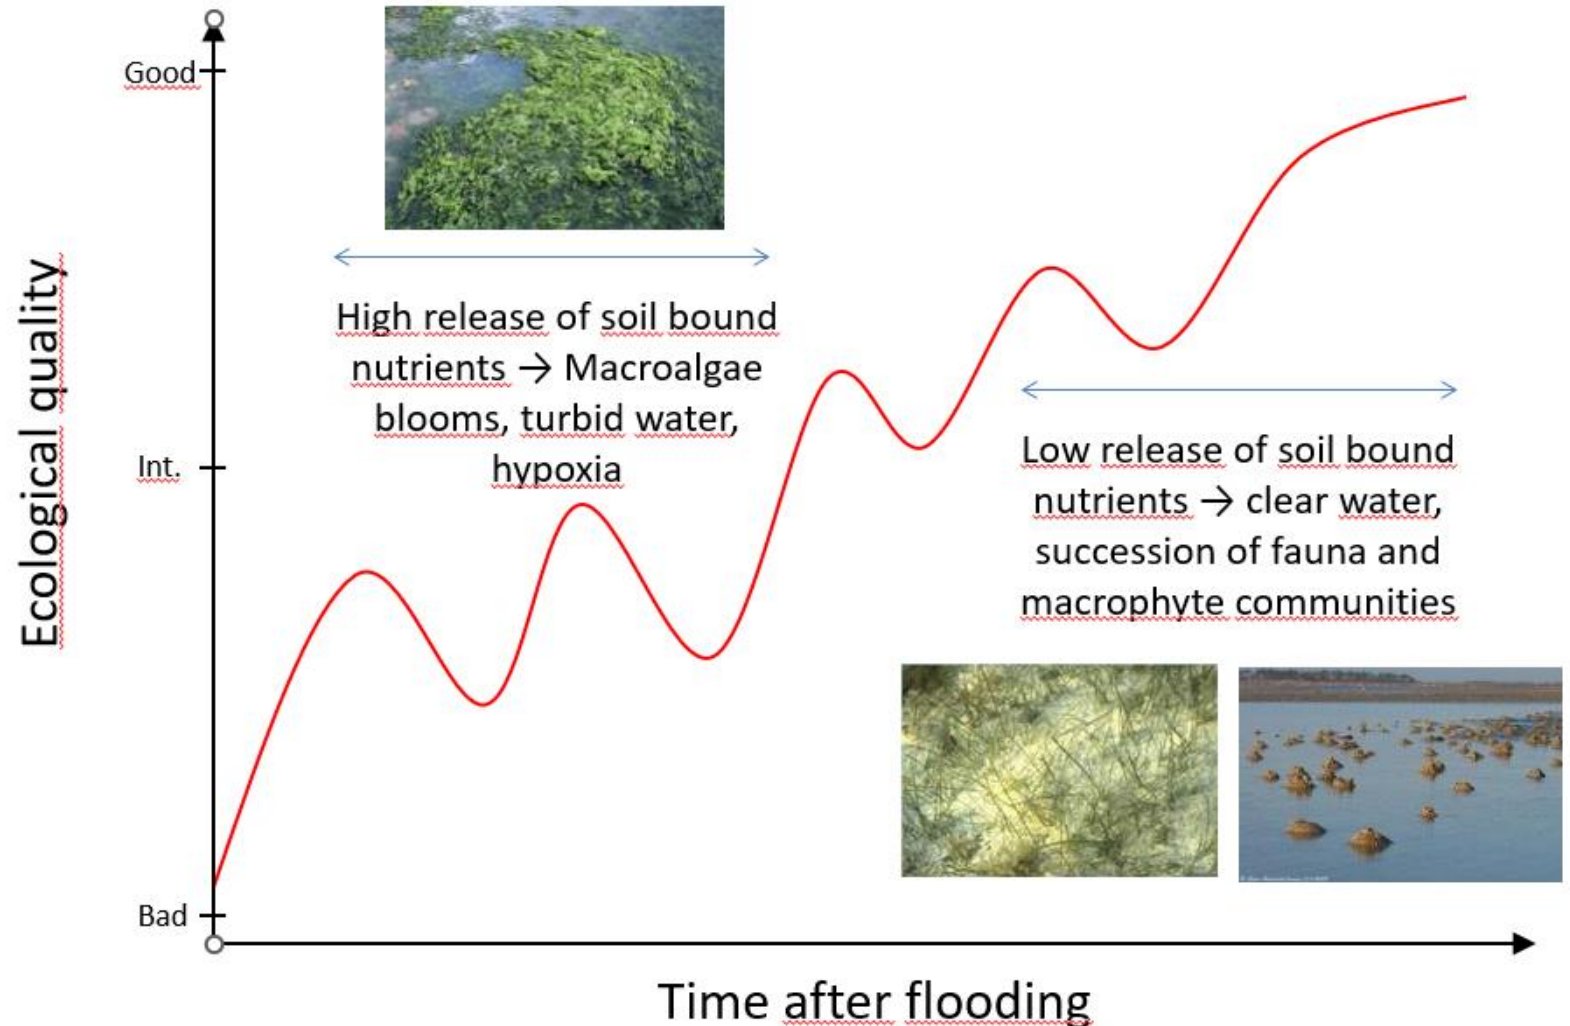 Good
High release of soil bound
nutrients → Macroalgae
blooms, turbid water,
hypoxia
Ecological quality
Int.
Low release of soil bound
nutrients → clear water,
succession of fauna and
macrophyte communities
Bad
Time after flooding